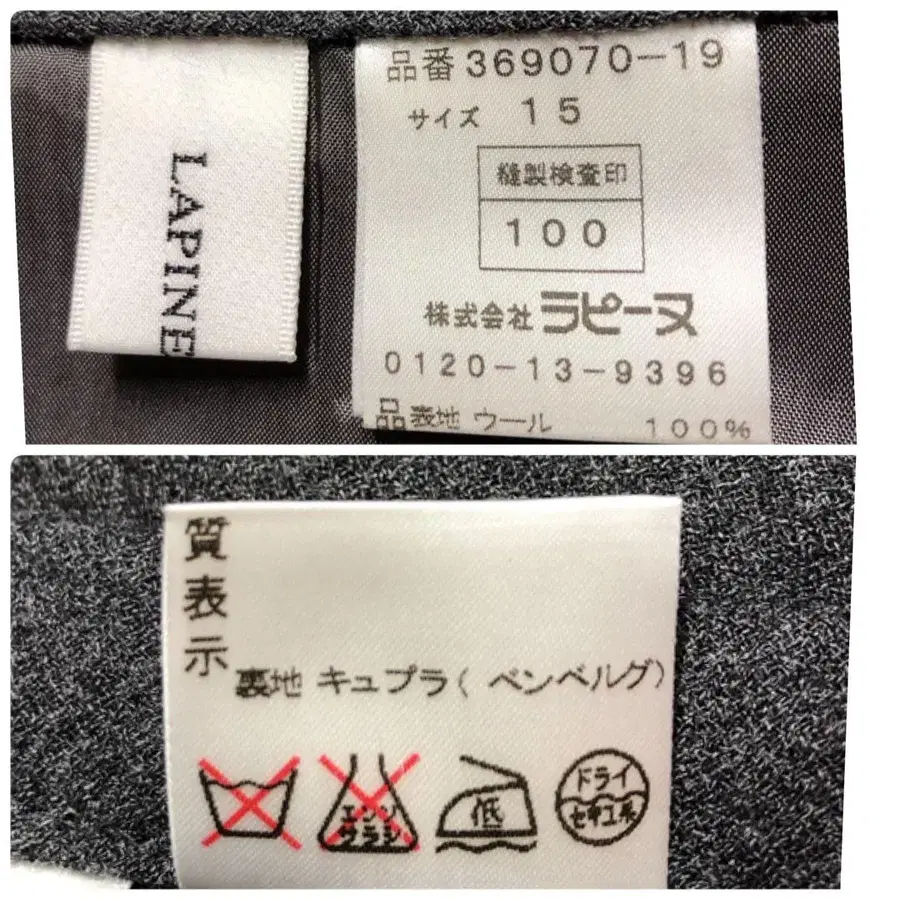 LAPINE
品番 369070-19
サイズ 15
縫製検査印
100
株式会社 ラピーヌ
0120-13-9396
品 表地 ウール 100%
質表示
裏地 キュプラ( ベンベルグ)
エンソ
サラシ
低
ドライ
セキユ系